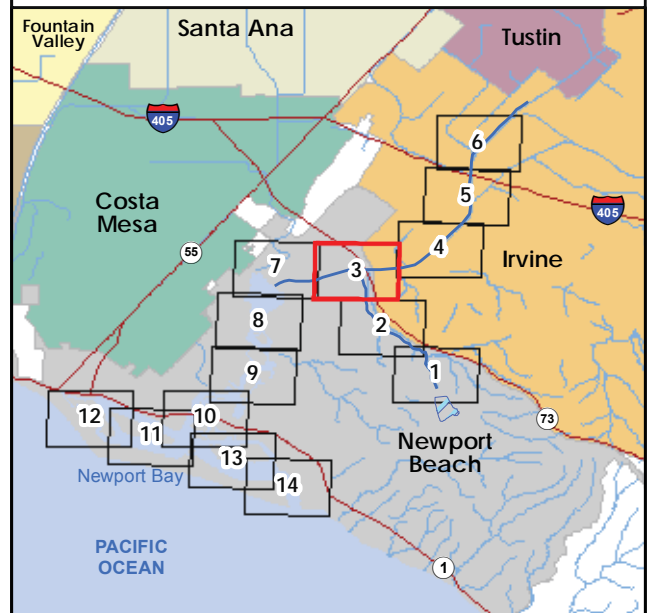 Fountain
Valley
Santa Ana
Tustin
405
6
Costa
Mesa
5
405
55
4
Irvine
7
3
8
2
9
1
12
10
11
73
Newport
Beach
13
Newport Bay
14
PACIFIC
OCEAN
1